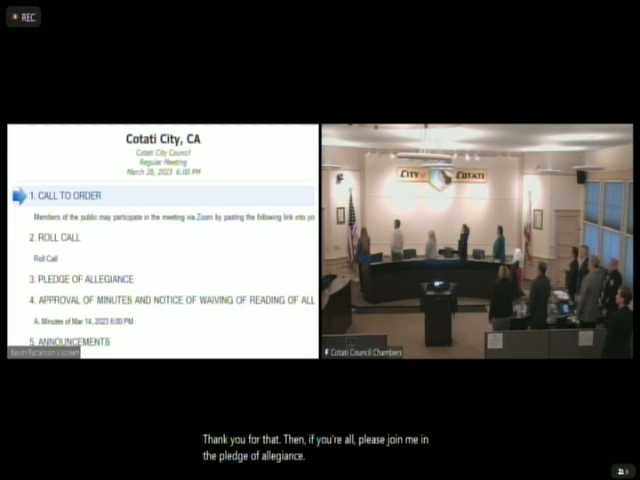 REC
Cotati City, CA
Cotati City Council
Regular Meeting
March 28, 2023 6:00 PM
1. CALL TO ORDER
Members of the public may participate in the meeting via Zoom by pasting the following link into yo
2. ROLL CALL
Roll Call
3. PLEDGE OF ALLEGIANCE
4. APPROVAL OF MINUTES AND NOTICE OF WAIVING OF READING OF ALL
A. Minutes of Mar 14, 2023 6:00 PM
5. ANNOUNCEMENTS
CITY OF COTATI
Cotati Council Chambers
Thank you for that. Then, if you're all, please join me in
the pledge of allegiance.